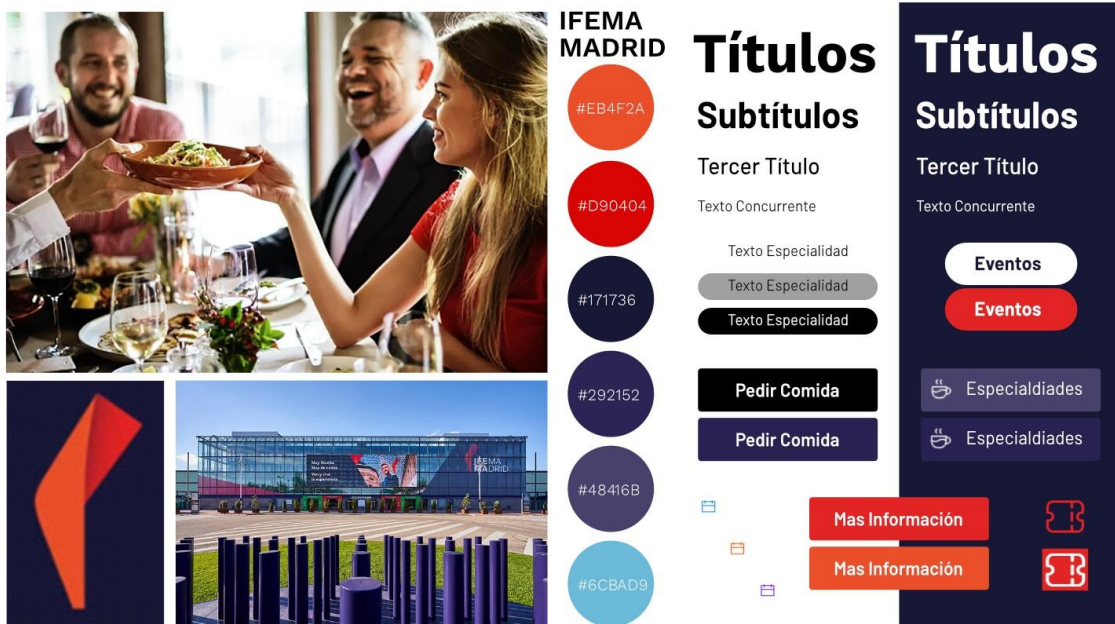 IFEMA
MADRID
#EB4F2A
#D90404
#171736
#292152
#48416B
#6CBAD9
Títulos
Subtítulos
Tercer Título
Texto Concurrente
Texto Especialidad
Texto Especialidad
Texto Especialidad
Pedir Comida
Pedir Comida
Títulos
Subtítulos
Tercer Título
Texto Concurrente
Eventos
Eventos
Especialdiades
Especialdiades
Mas Información
Mas Información
IFEMA
MADRID